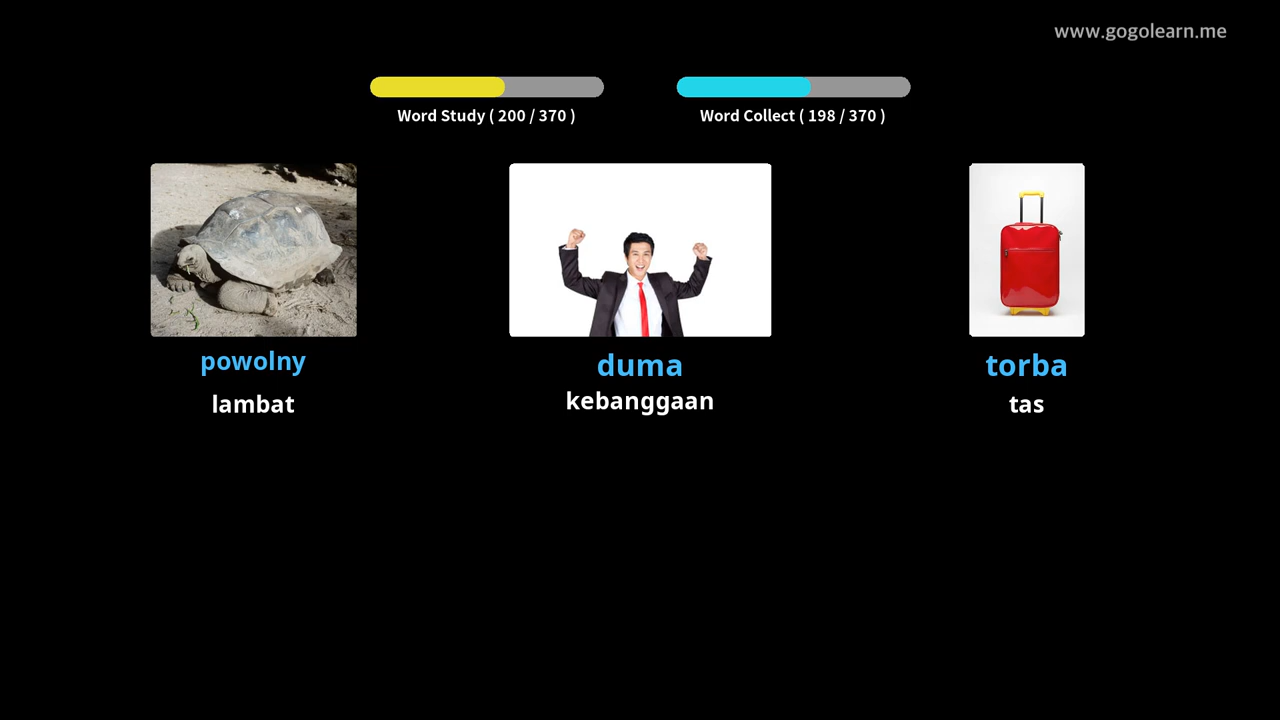 www.gogolearn.me
Word Study ( 200 / 370 )
Word Collect ( 198 / 370 )
powolny
lambat
duma
kebanggaan
torba
tas